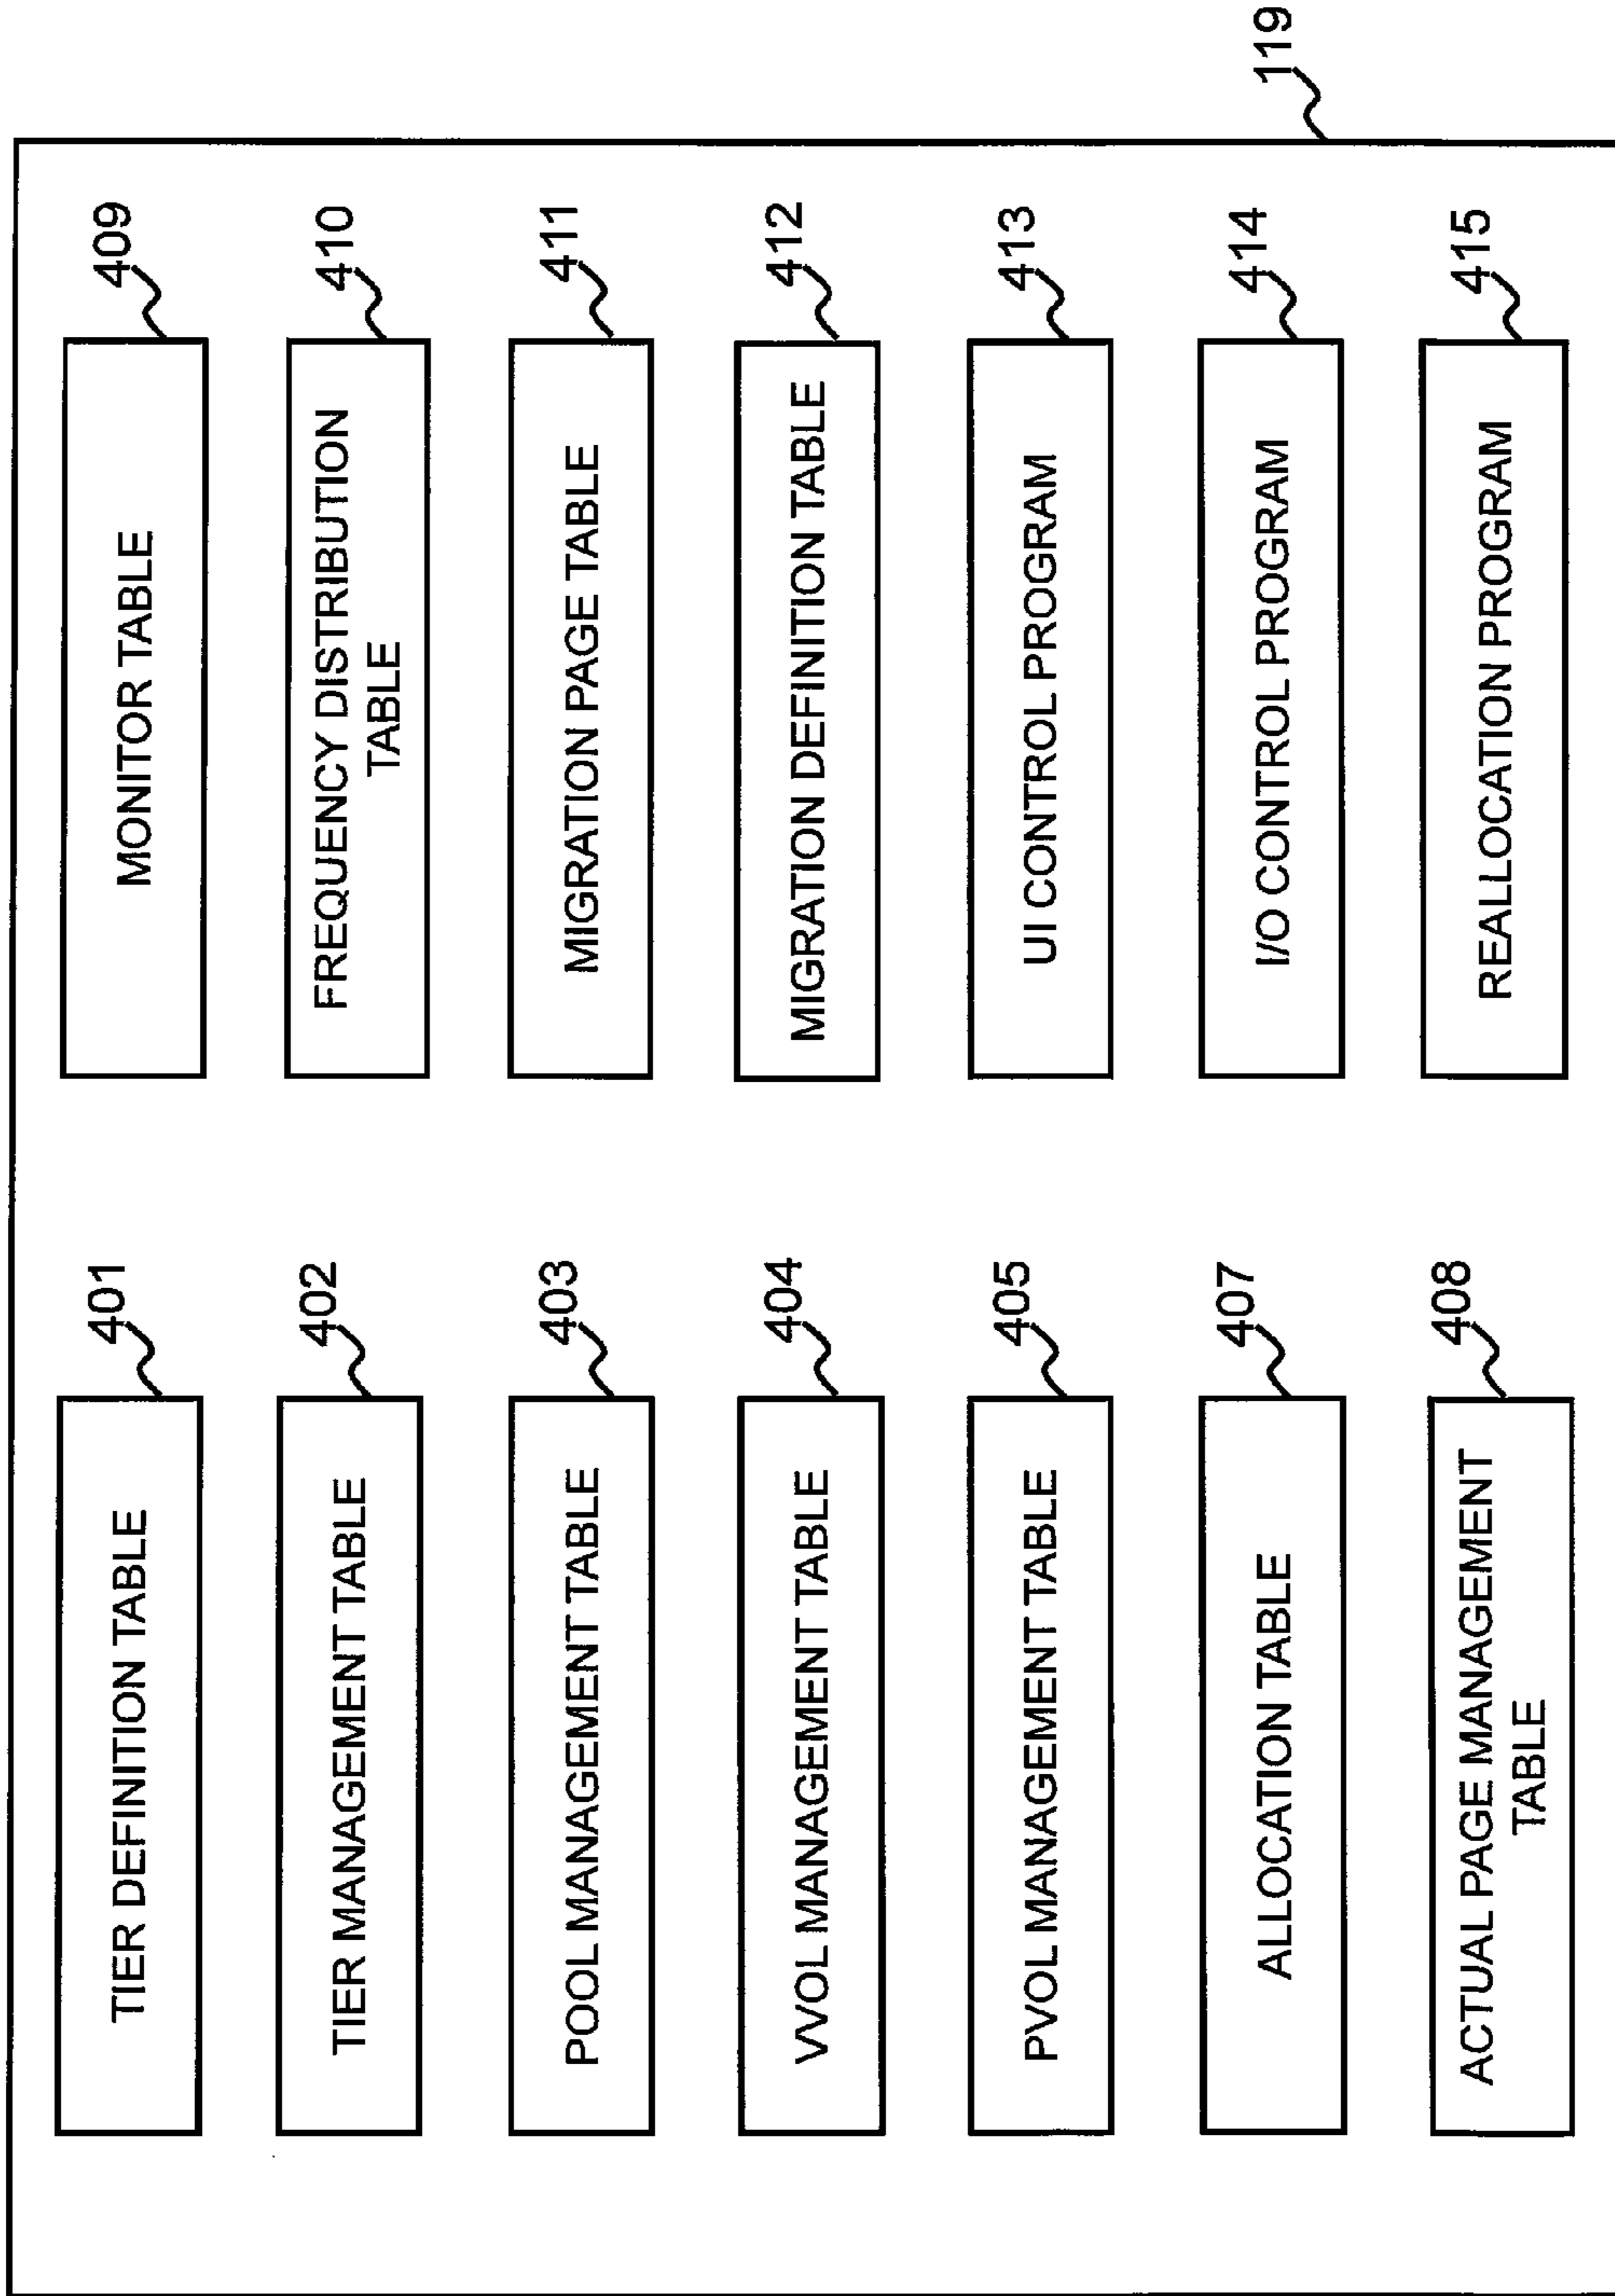 119
401
TIER DEFINITION TABLE
402
TIER MANAGEMENT TABLE
403
POOL MANAGEMENT TABLE
404
VVOL MANAGEMENT TABLE
405
PVOL MANAGEMENT TABLE
407
ALLOCATION TABLE
408
ACTUAL PAGE MANAGEMENT
TABLE
409
MONITOR TABLE
410
FREQUENCY DISTRIBUTION
TABLE
411
MIGRATION PAGE TABLE
412
MIGRATION DEFINITION TABLE
413
UI CONTROL PROGRAM
414
I/O CONTROL PROGRAM
415
REALLOCATION PROGRAM